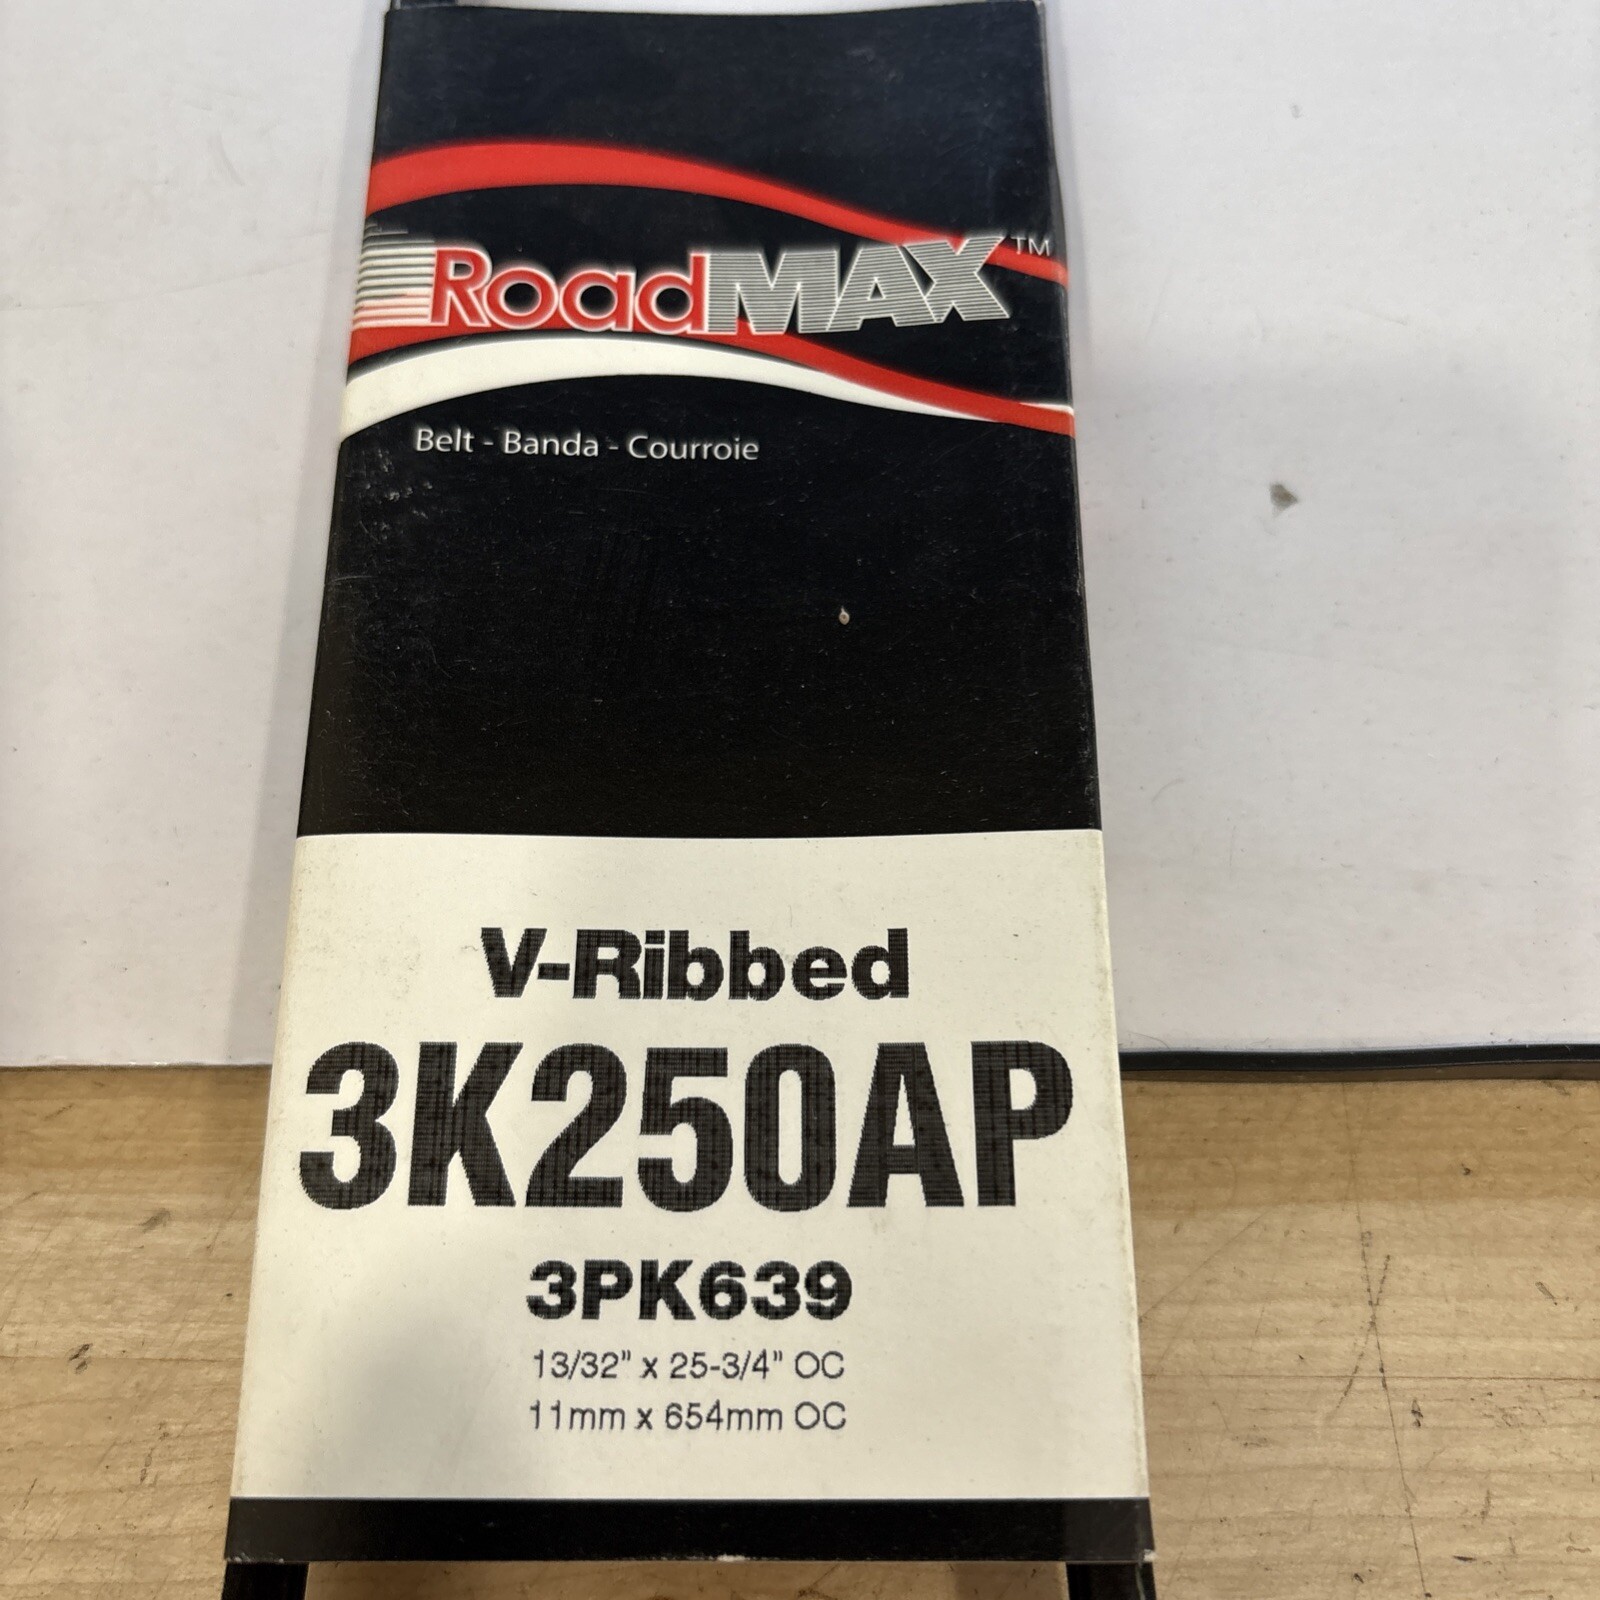 RoadMAX™
Belt - Banda - Courroie
V-Ribbed
3K250AP
3PK639
13/32" x 25-3/4" OC
11mm x 654mm OC